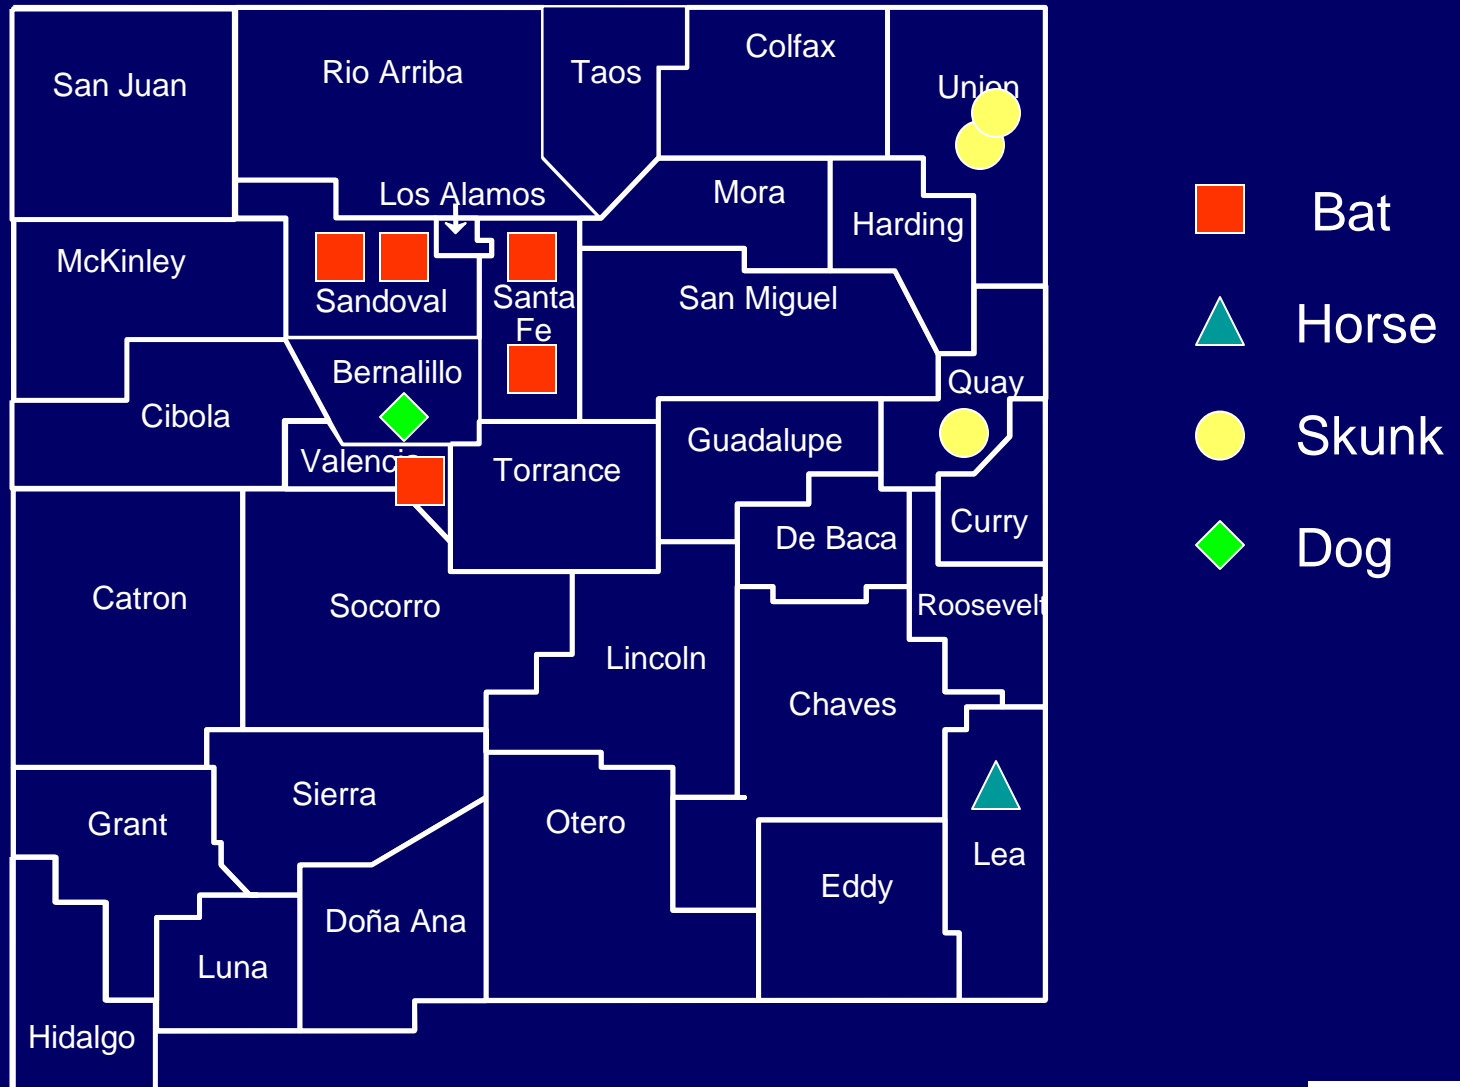 San Juan
Rio Arriba
Taos
Colfax
Union
Los Alamos
Mora
Harding
McKinley
Sandoval
Santa
Fe
San Miguel
Bernalillo
Quay
Cibola
Valencia
Torrance
Guadalupe
Curry
De Baca
Catron
Socorro
Roosevelt
Lincoln
Chaves
Sierra
Grant
Otero
Lea
Eddy
Doña Ana
Luna
Hidalgo
Bat
Horse
Skunk
Dog